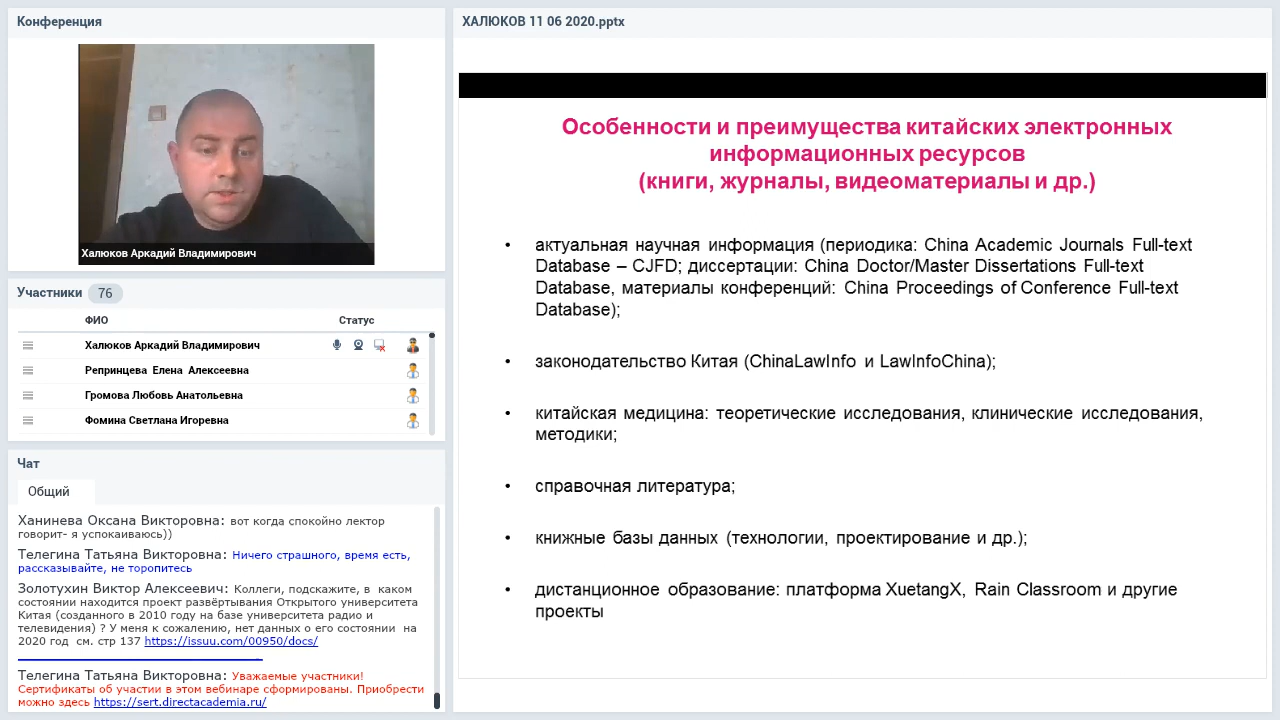 Конференция
Халюков Аркадий Владимирович
Участники 76
ФИО Статус
Халюков Аркадий Владимирович
Репринцева Елена Алексеевна
Громова Любовь Анатольевна
Фомина Светлана Игоревна
Чат
Общий
Ханинева Оксана Викторовна: вот когда спокойно лектор
говорит- я успокаиваюсь))
Телегина Татьяна Викторовна: Ничего страшного, время есть,
рассказывайте, не торопитесь
Золотухин Виктор Алексеевич: Коллеги, подскажите, в каком
состоянии находится проект развёртывания Открытого университета
Китая (созданного в 2010 году на базе университета радио и
телевидения) ? У меня к сожалению, нет данных о его состоянии на
2020 год см. стр 137 https://issuu.com/00950/docs/
Телегина Татьяна Викторовна: Уважаемые участники!
Сертификаты об участии в этом вебинаре сформированы. Приобрести
можно здесь https://sert.directacademia.ru/
ХАЛЮКОВ 11 06 2020.pptx
Особенности и преимущества китайских электронных
информационных ресурсов
(книги, журналы, видеоматериалы и др.)
• актуальная научная информация (периодика: China Academic Journals Full-text
Database – CJFD; диссертации: China Doctor/Master Dissertations Full-text
Database, материалы конференций: China Proceedings of Conference Full-text
Database);
• законодательство Китая (ChinaLawInfo и LawInfoChina);
• китайская медицина: теоретические исследования, клинические исследования,
методики;
• справочная литература;
• книжные базы данных (технологии, проектирование и др.);
• дистанционное образование: платформа XuetangX, Rain Classroom и другие
проекты